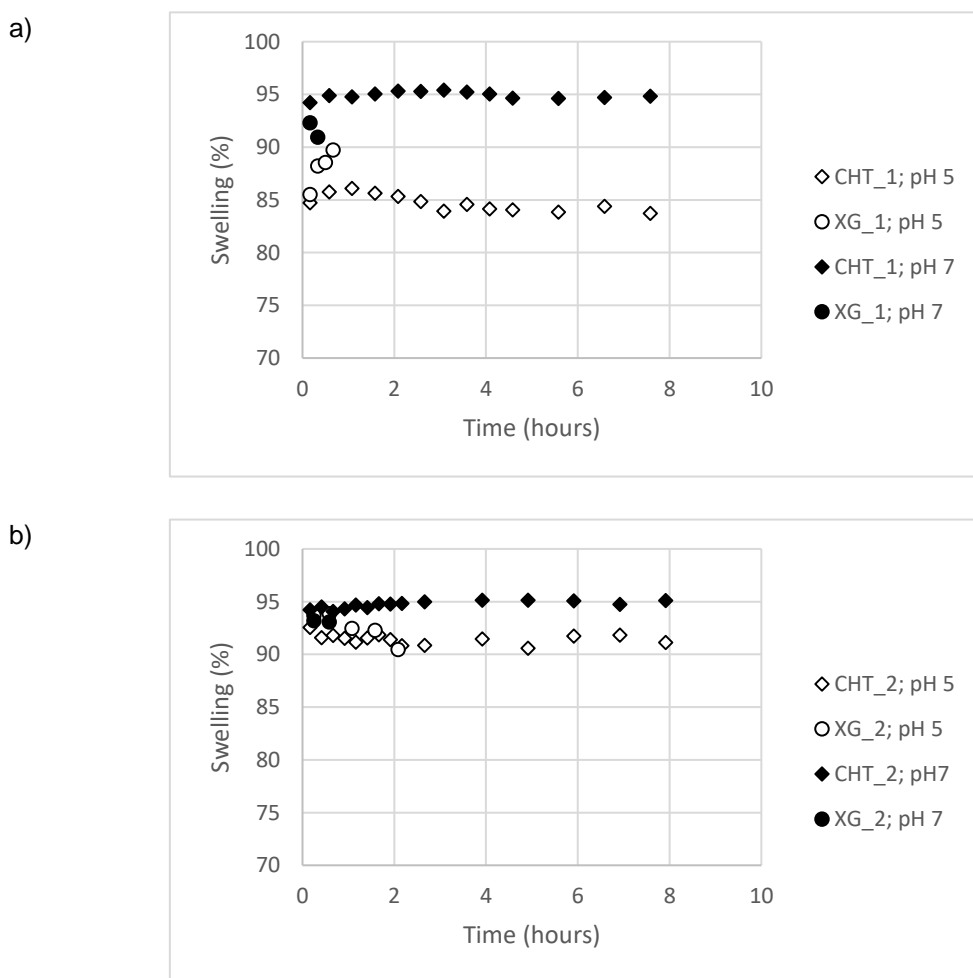 a)
100
95
90
85
80
75
70
Swelling (%)
0 2 4 6 8 10
Time (hours)
CHT_1; pH 5
XG_1; pH 5
CHT_1; pH 7
XG_1; pH 7
b)
100
95
90
85
80
75
70
Swelling (%)
0 2 4 6 8 10
Time (hours)
CHT_2; pH 5
XG_2; pH 5
CHT_2; pH7
XG_2; pH 7